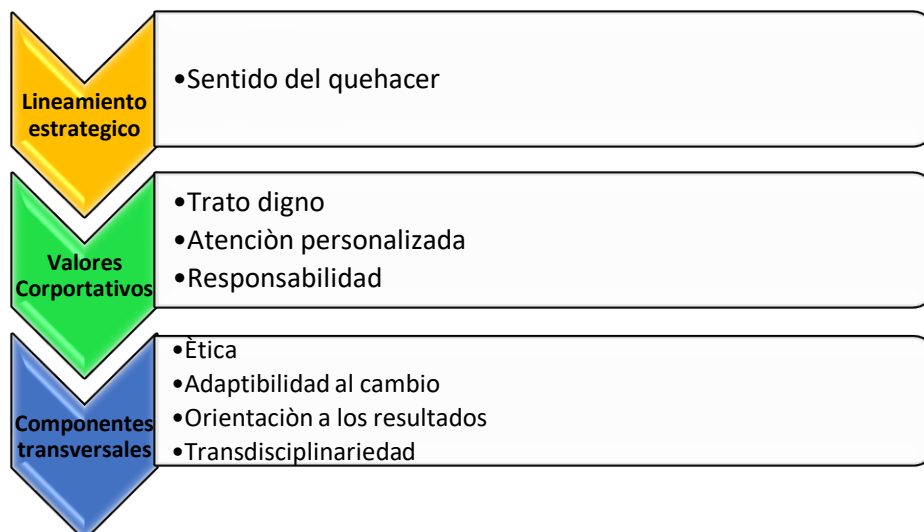 Lineamiento
estrategico
•Sentido del quehacer
Valores
Corportativos
•Trato digno
•Atenciòn personalizada
•Responsabilidad
Componentes
transversales
•Ètica
•Adaptibilidad al cambio
•Orientaciòn a los resultados
•Transdisciplinariedad